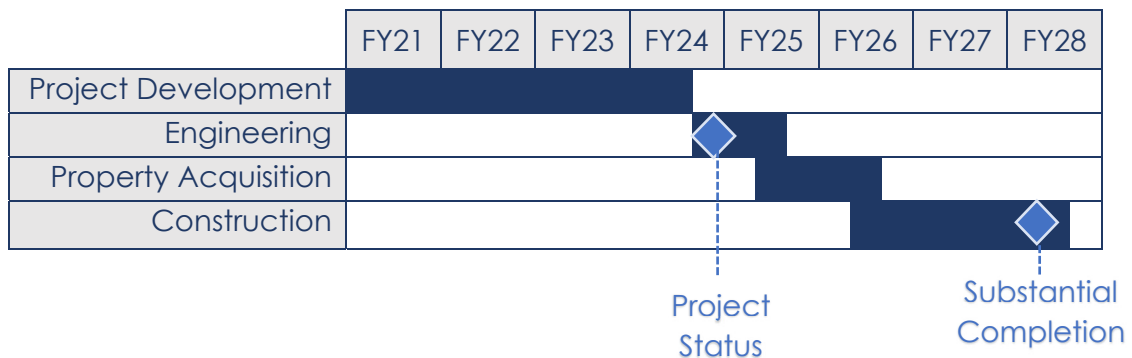 FY21 FY22 FY23 FY24 FY25 FY26 FY27 FY28
Project Development
Engineering
Property Acquisition
Construction
Project
Status
Substantial
Completion